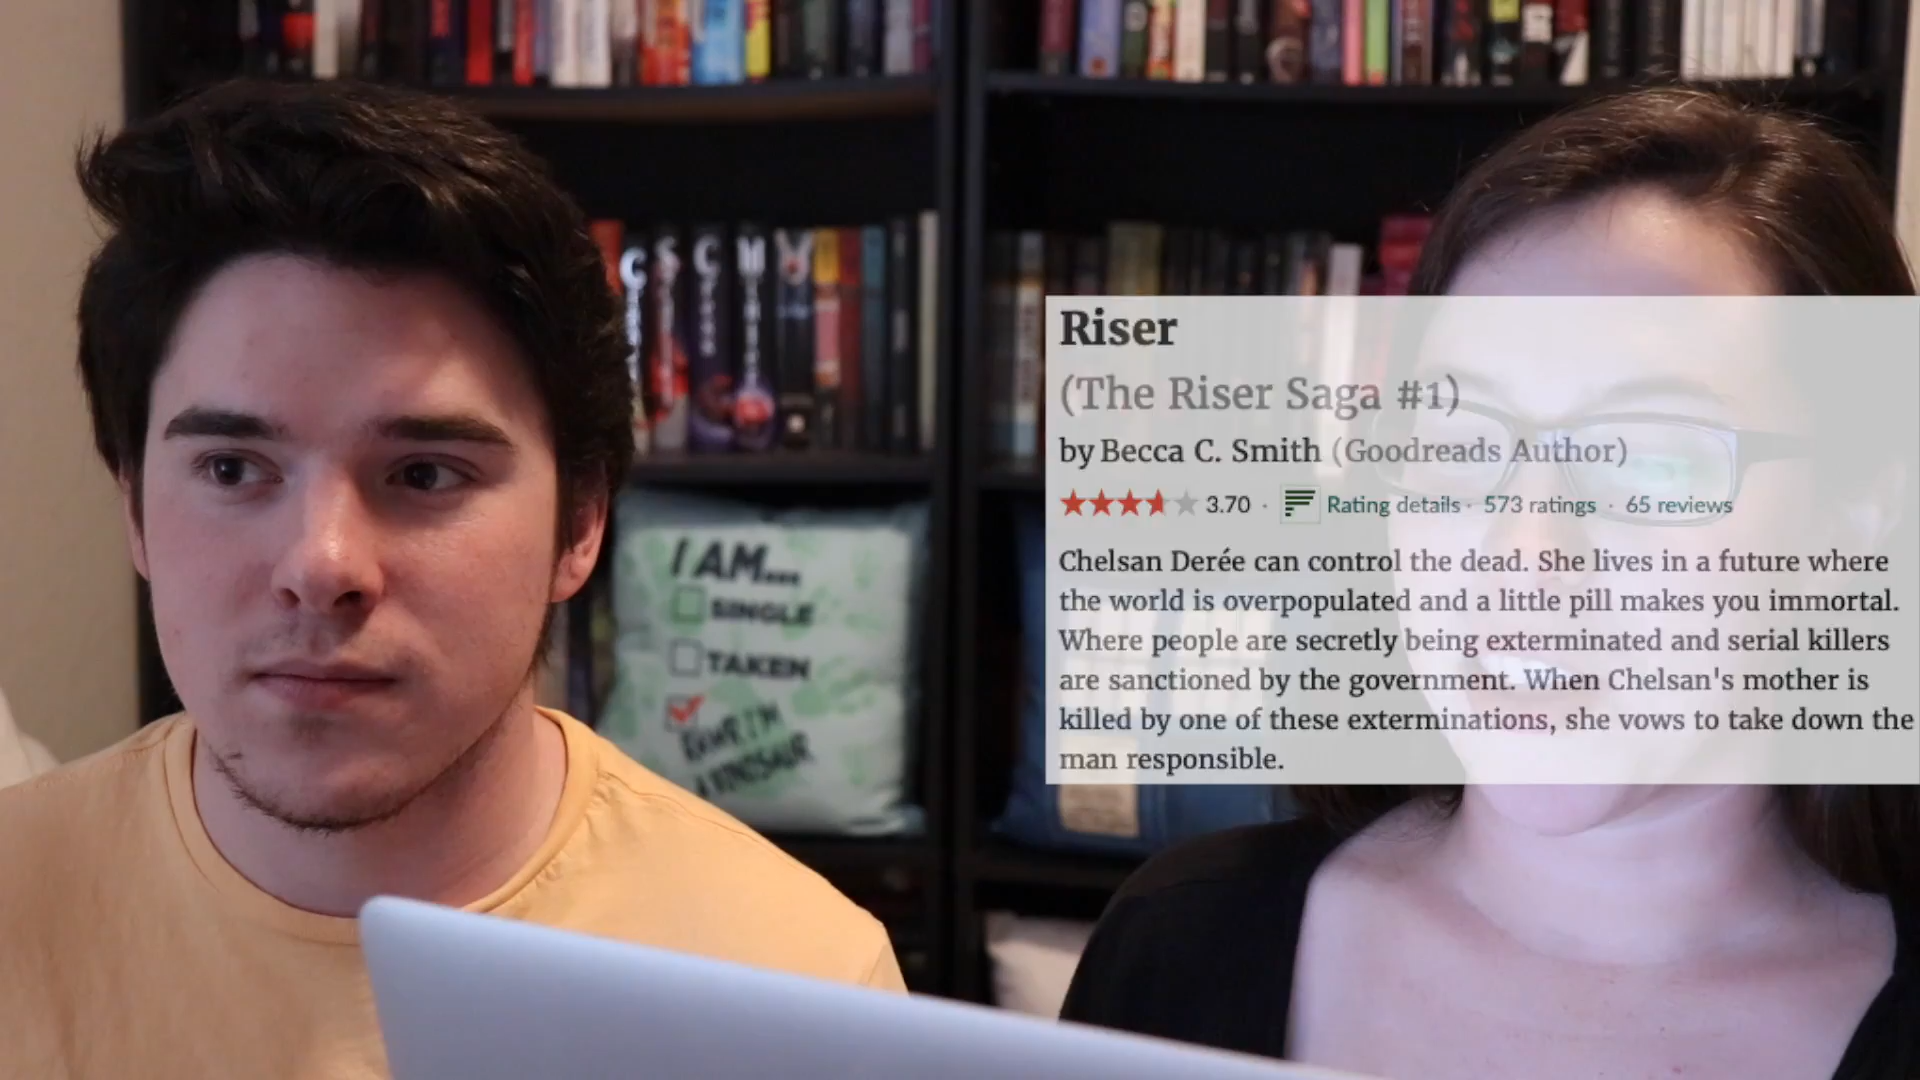 Riser
(The Riser Saga #1)
by Becca C. Smith (Goodreads Author)
3.70 · Rating details · 573 ratings · 65 reviews
Chelsan Derée can control the dead. She lives in a future where
the world is overpopulated and a little pill makes you immortal.
Where people are secretly being exterminated and serial killers
are sanctioned by the government. When Chelsan's mother is
killed by one of these exterminations, she vows to take down the
man responsible.
I AM...
SINGLE
TAKEN
RAWR I'M
A DINOSAUR